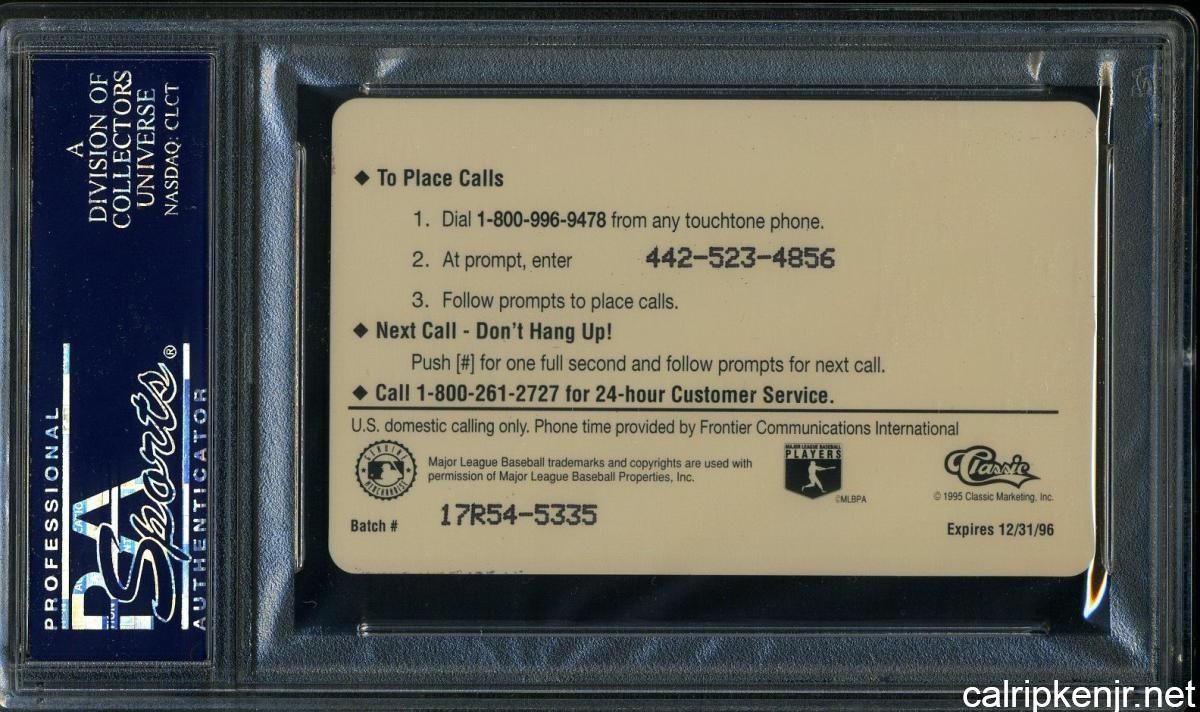 A
DIVISION OF
COLLECTORS
UNIVERSE
NASDAQ: CLCT
PROFESSIONAL
PSA
Sports®
AUTHENTICATOR
◆ To Place Calls
1. Dial 1-800-996-9478 from any touchtone phone.
2. At prompt, enter 442-523-4856
3. Follow prompts to place calls.
◆ Next Call - Don't Hang Up!
Push [#] for one full second and follow prompts for next call.
◆ Call 1-800-261-2727 for 24-hour Customer Service.
U.S. domestic calling only. Phone time provided by Frontier Communications International
GENUINE
MERCHANDISE
Major League Baseball trademarks and copyrights are used with
permission of Major League Baseball Properties, Inc.
MAJOR LEAGUE BASEBALL
PLAYERS
©MLBPA
Classic
© 1995 Classic Marketing, Inc.
Batch # 17R54-5335
Expires 12/31/96
calripkenjr.net